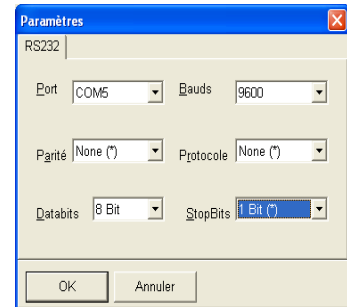 Paramètres
RS232
Port COM5 Bauds 9600
Parité None (*) Protocole None (*)
Databits 8 Bit StopBits 1 Bit (*)
OK Annuler